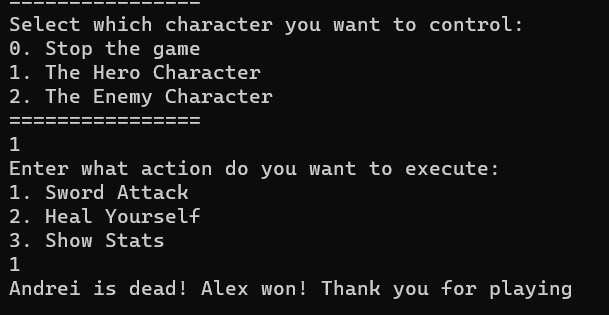 ================
Select which character you want to control:
0. Stop the game
1. The Hero Character
2. The Enemy Character
================
1
Enter what action do you want to execute:
1. Sword Attack
2. Heal Yourself
3. Show Stats
1
Andrei is dead! Alex won! Thank you for playing